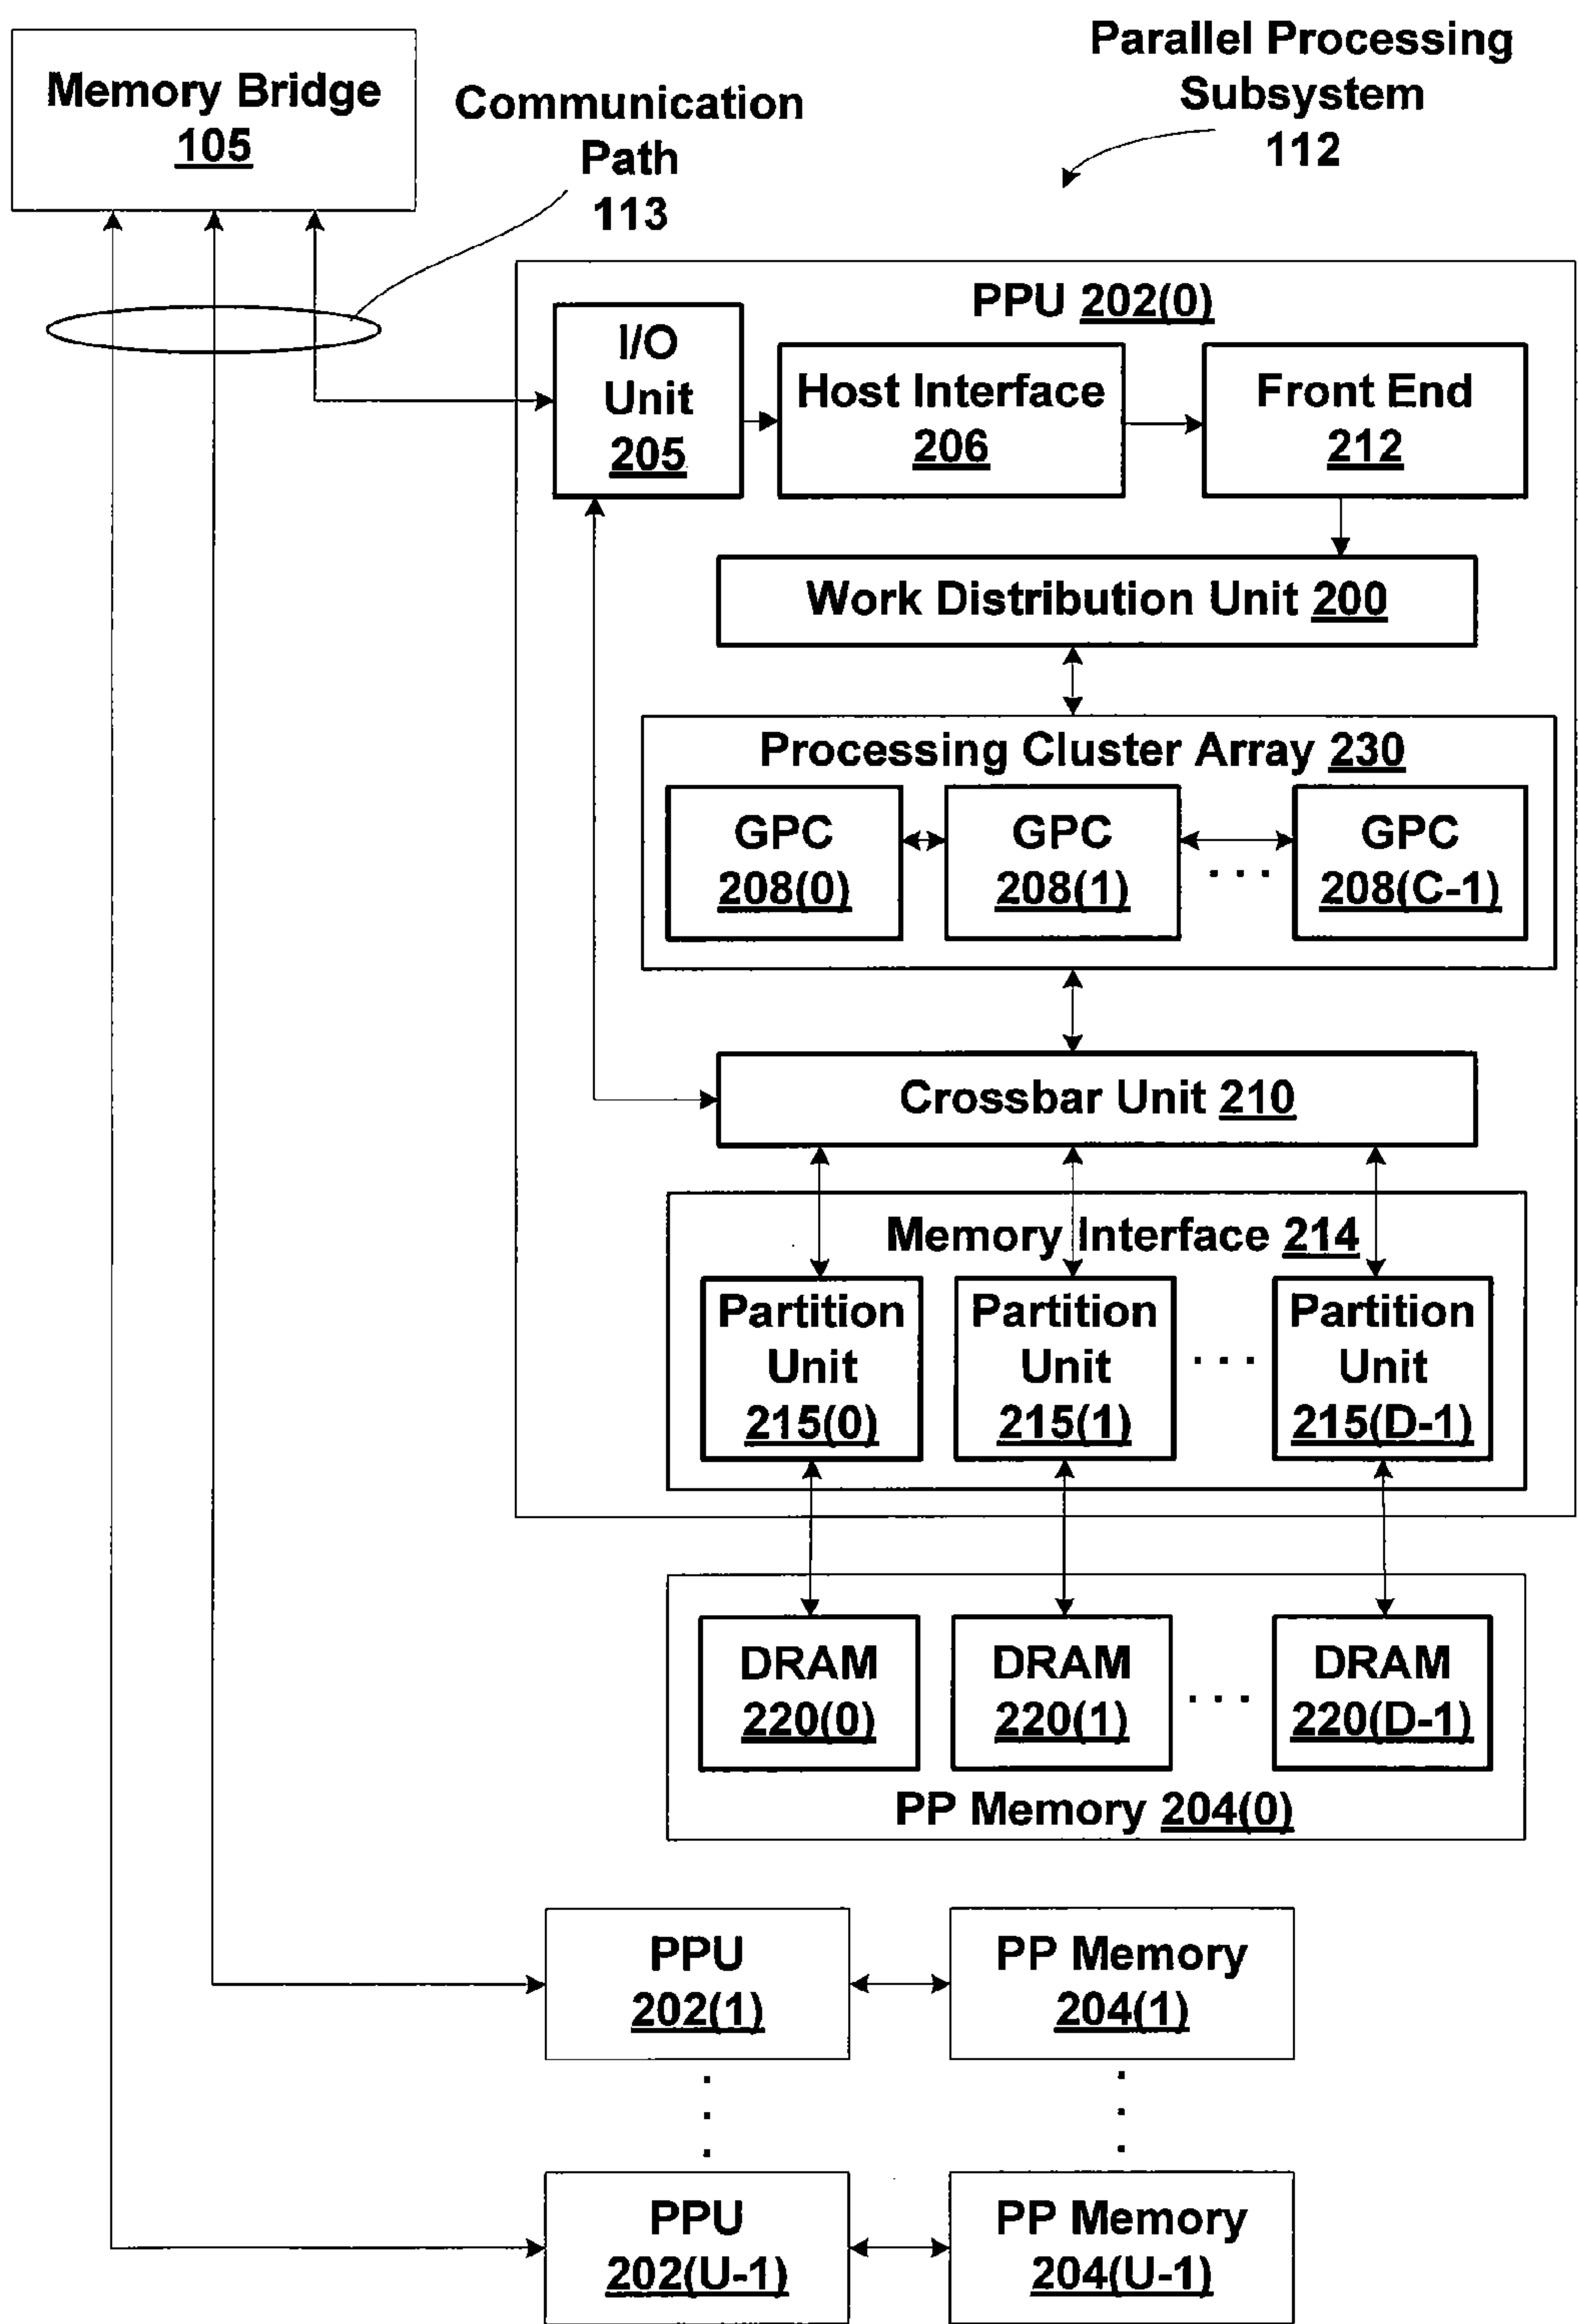 Memory Bridge
105
Communication
Path
113
Parallel Processing
Subsystem
112
PPU 202(0)
I/O
Unit
205
Host Interface
206
Front End
212
Work Distribution Unit 200
Processing Cluster Array 230
GPC
208(0)
GPC
208(1)
. . .
GPC
208(C-1)
Crossbar Unit 210
Memory Interface 214
Partition
Unit
215(0)
Partition
Unit
215(1)
. . .
Partition
Unit
215(D-1)
DRAM
220(0)
DRAM
220(1)
. . .
DRAM
220(D-1)
PP Memory 204(0)
PPU
202(1)
PP Memory
204(1)
PPU
202(U-1)
PP Memory
204(U-1)